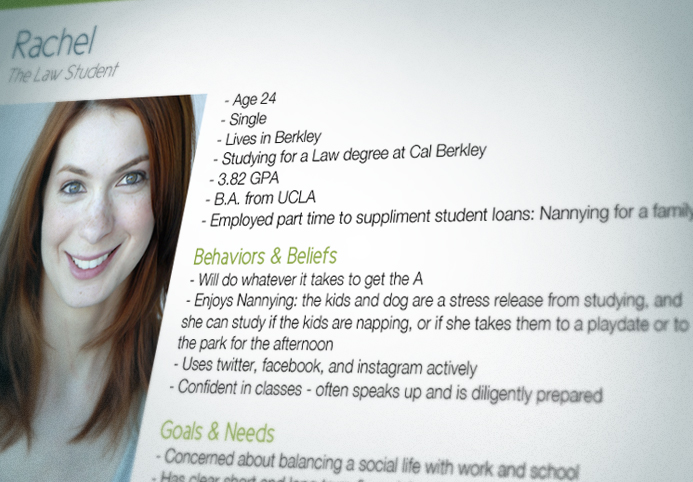 Rachel
The Law Student
- Age 24
- Single
- Lives in Berkley
- Studying for a Law degree at Cal Berkley
- 3.82 GPA
- B.A. from UCLA
- Employed part time to suppliment student loans: Nannying for a family
Behaviors & Beliefs
- Will do whatever it takes to get the A
- Enjoys Nannying: the kids and dog are a stress release from studying, and
she can study if the kids are napping, or if she takes them to a playdate or to
the park for the afternoon
- Uses twitter, facebook, and instagram actively
- Confident in classes - often speaks up and is diligently prepared
Goals & Needs
- Concerned about balancing a social life with work and school
- Has clear short and long term